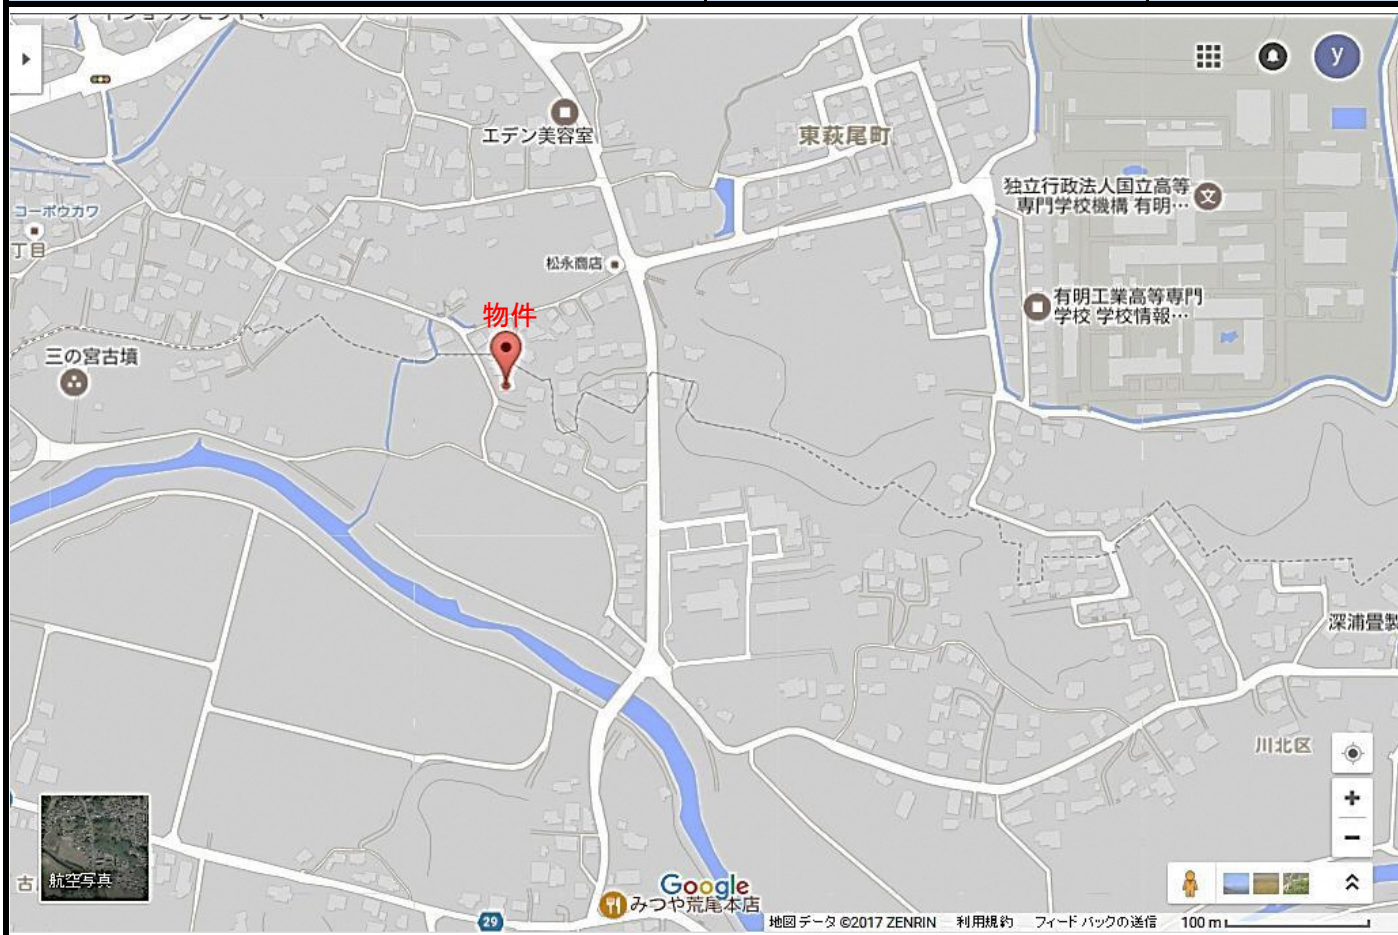 エデン美容室
東萩尾町
y
独立行政法人国立高等
専門学校機構 有明…
コーポウカワ
丁目
松永商店
有明工業高等専門
学校 学校情報…
物件
三の宮古墳
深浦畳製
川北区
航空写真
古
29
Google
みつや荒尾本店
地図データ ©2017 ZENRIN 利用規約 フィードバックの送信 100 m